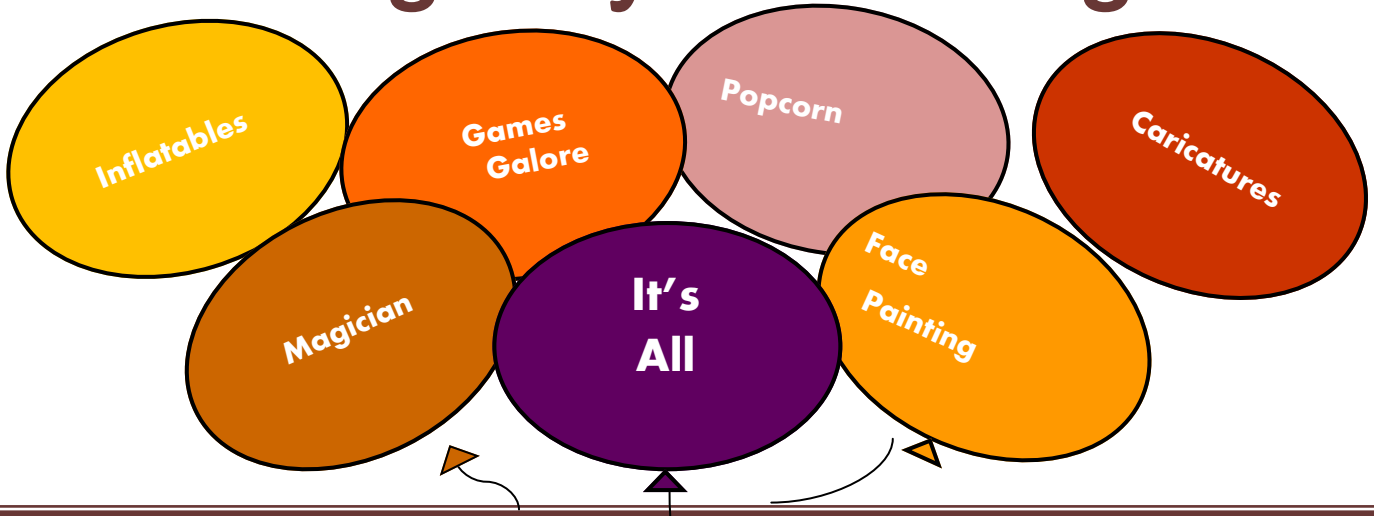 Inflatables
Games
Galore
Popcorn
Caricatures
Magician
It's
All
Face
Painting